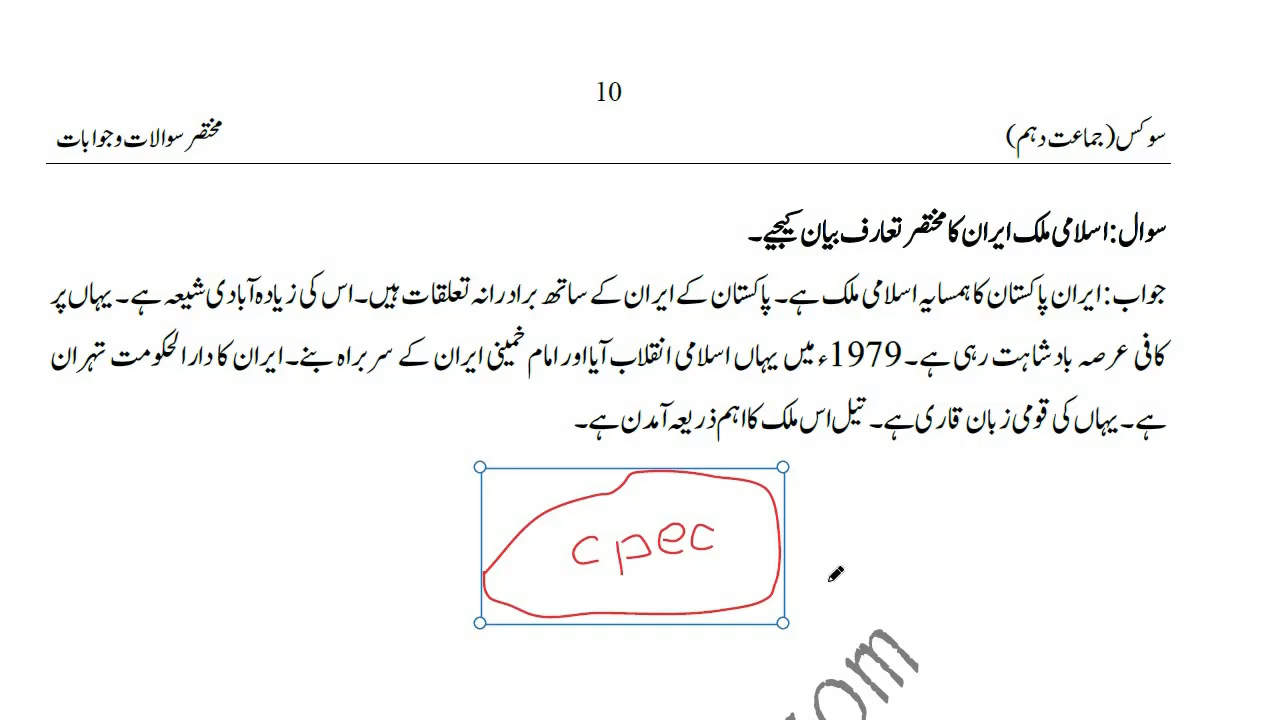 10
سوکس (جماعت دہم) مختصر سوالات و جوابات
سوال: اسلامی ملک ایران کا مختصر تعارف بیان کیجیے۔
جواب: ایران پاکستان کا ہمسایہ اسلامی ملک ہے۔ پاکستان کے ایران کے ساتھ برادرانہ تعلقات ہیں۔ اس کی زیادہ آبادی شیعہ ہے۔ یہاں پر
کافی عرصہ بادشاہت رہی ہے۔ 1979ء میں یہاں اسلامی انقلاب آیا اور امام خمینی ایران کے سربراہ بنے۔ ایران کا دارالحکومت تہران
ہے۔ یہاں کی قومی زبان قاری ہے۔ تیل اس ملک کا اہم ذریعہ آمدن ہے۔
cpec
com